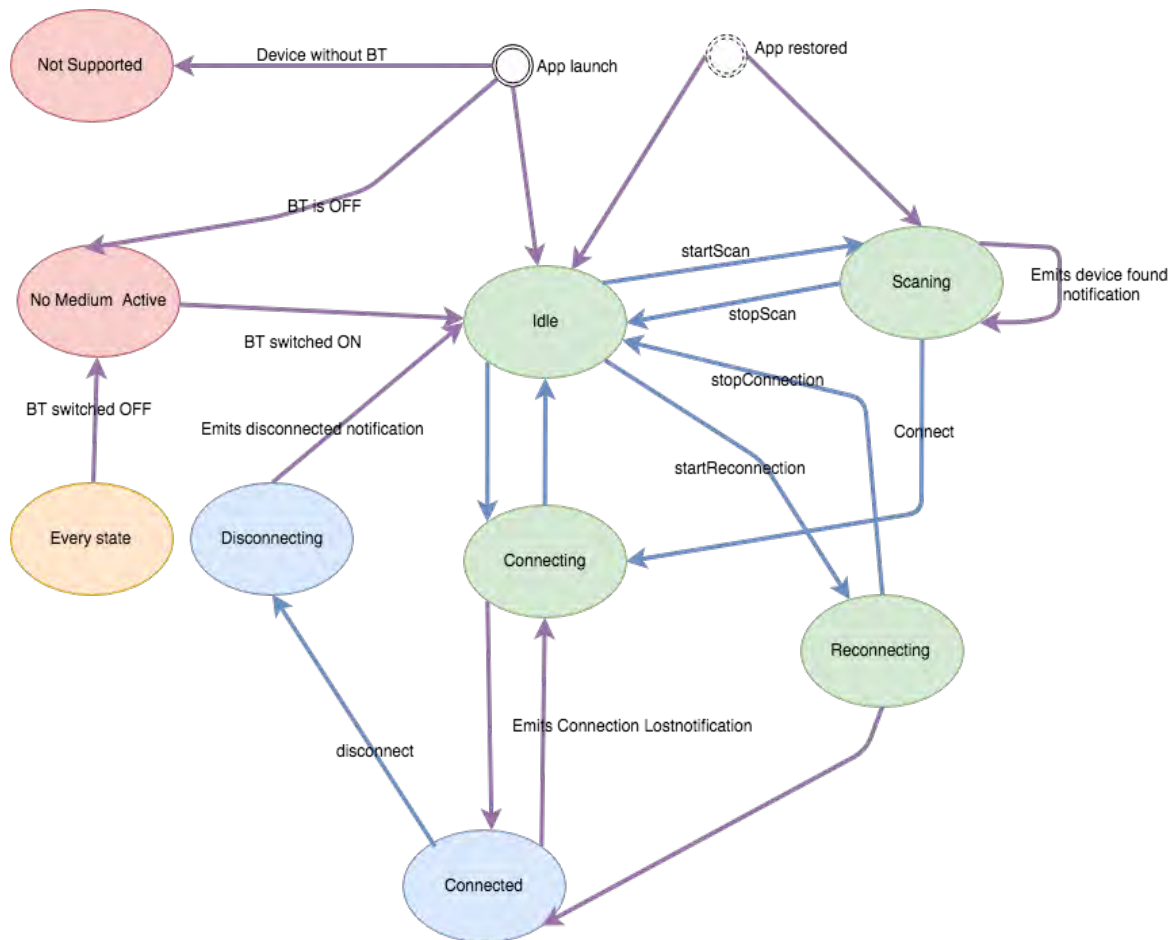 Device without BT
App restored
Not Supported
App launch
BT is OFF
startScan
Scaning
Emits device found
notification
No Medium  Active
Idle
stopScan
BT switched ON
stopConnection
BT switched OFF
Emits disconnected notification
Connect
startReconnection
Every state
Disconnecting
Connecting
Reconnecting
Emits Connection Lostnotification
disconnect
Connected